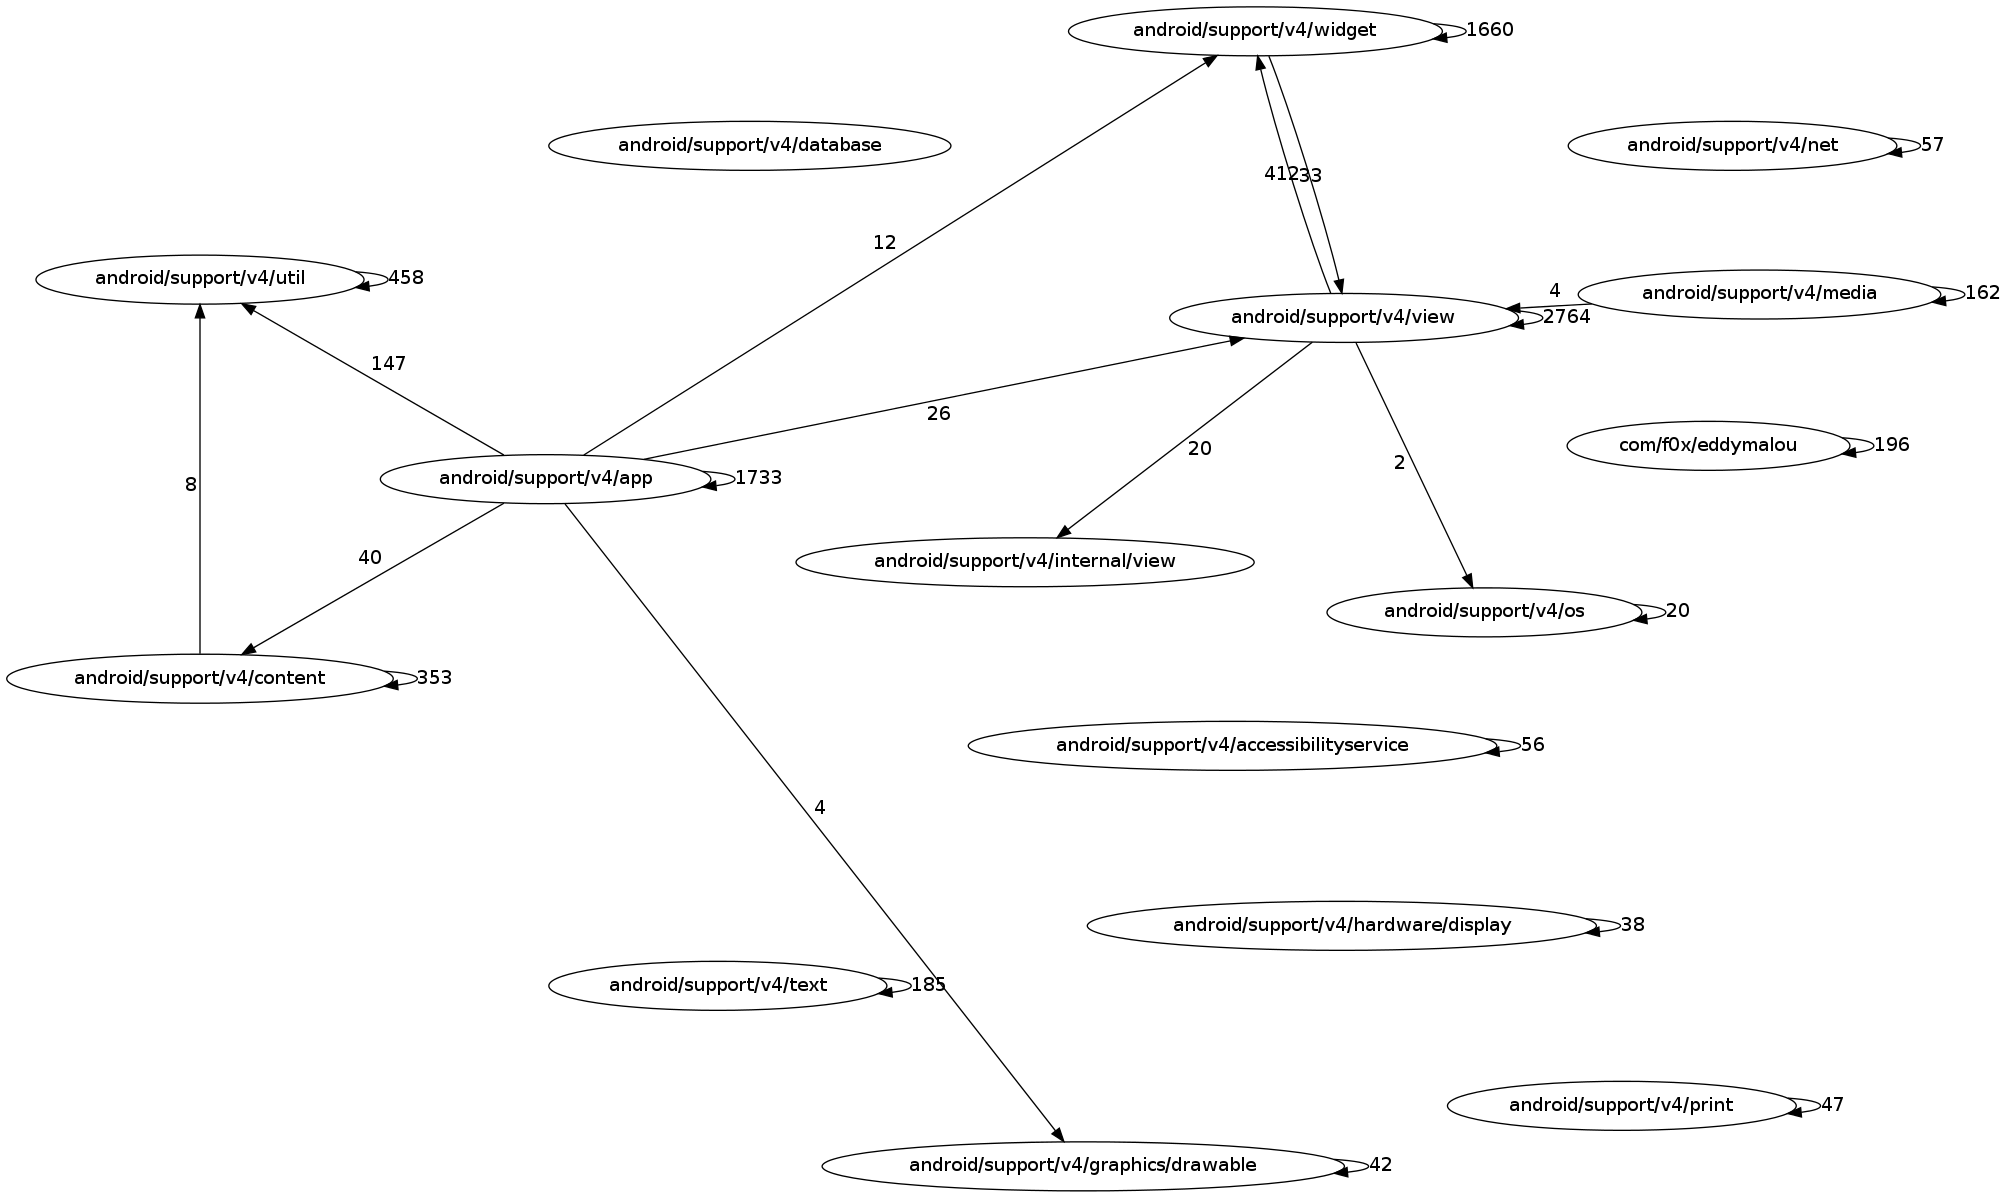 android/support/v4/widget
1660
android/support/v4/database
android/support/v4/net
57
412
33
12
android/support/v4/util
458
4
android/support/v4/media
162
android/support/v4/view
2764
147
26
com/f0x/eddymalou
196
20
2
android/support/v4/app
1733
8
40
android/support/v4/internal/view
android/support/v4/os
20
android/support/v4/content
353
android/support/v4/accessibilityservice
56
4
android/support/v4/hardware/display
38
android/support/v4/text
185
android/support/v4/print
47
android/support/v4/graphics/drawable
42